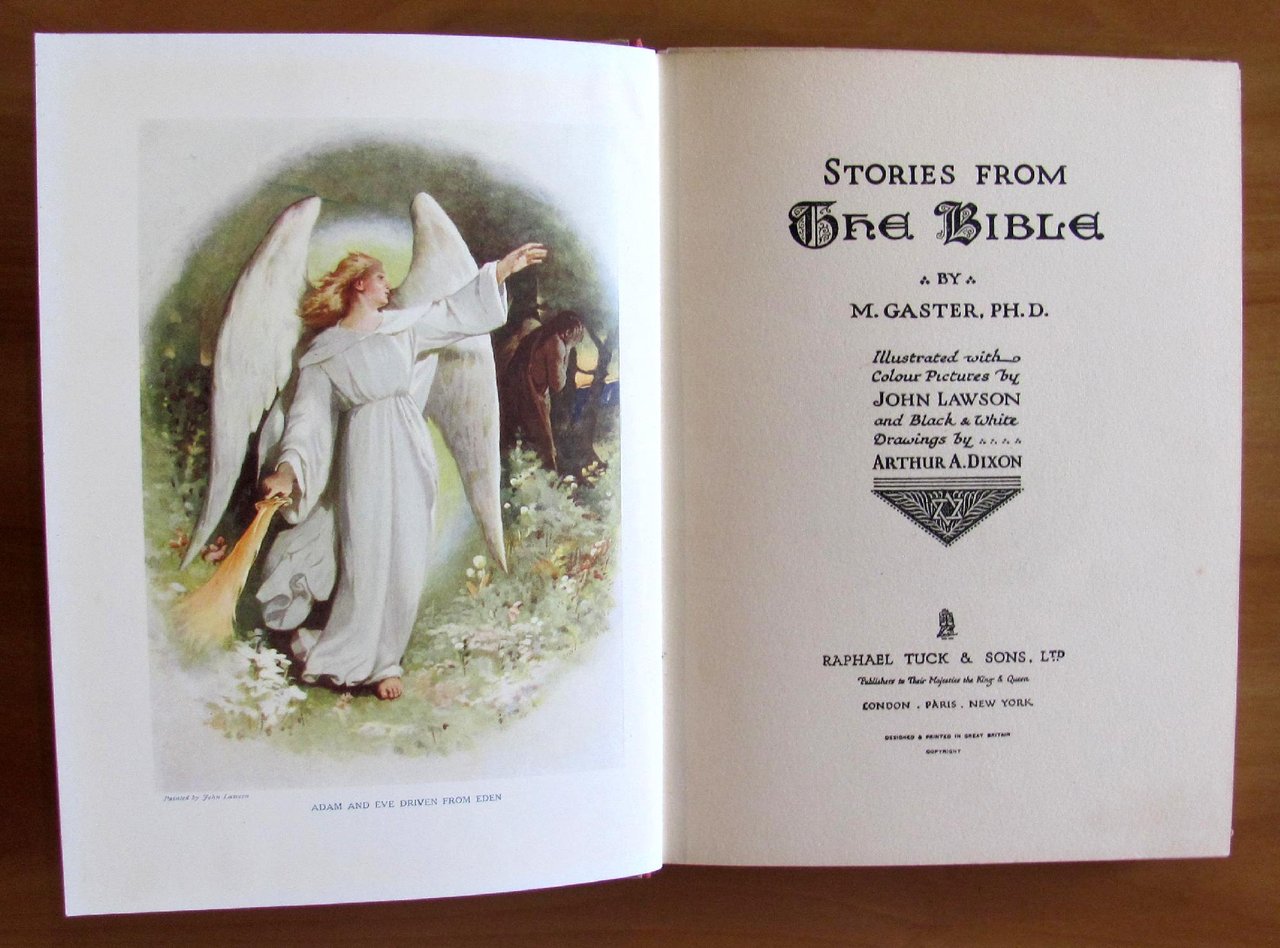 Painted by John Lawson
ADAM AND EVE DRIVEN FROM EDEN
STORIES FROM
THE BIBLE
BY
M. GASTER, PH. D.
Illustrated with
Colour Pictures by
JOHN LAWSON
and Black & White
Drawings by
ARTHUR A. DIXON
RAPHAEL TUCK & SONS, LTD
Publishers to Their Majesties the King & Queen
LONDON . PARIS . NEW YORK
DESIGNED & PRINTED IN GREAT BRITAIN
COPYRIGHT